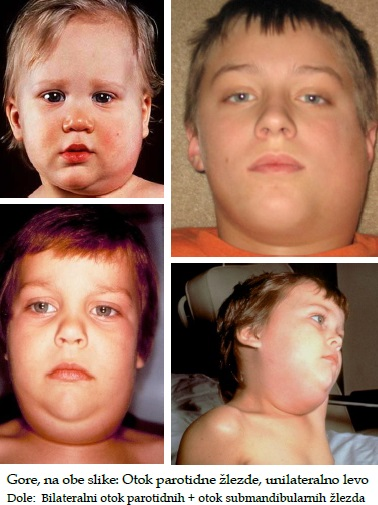 Gore, na obe slike: Otok parotidne žlezde, unilateralno levo
Dole: Bilateralni otok parotidnih + otok submandibularnih žlezda